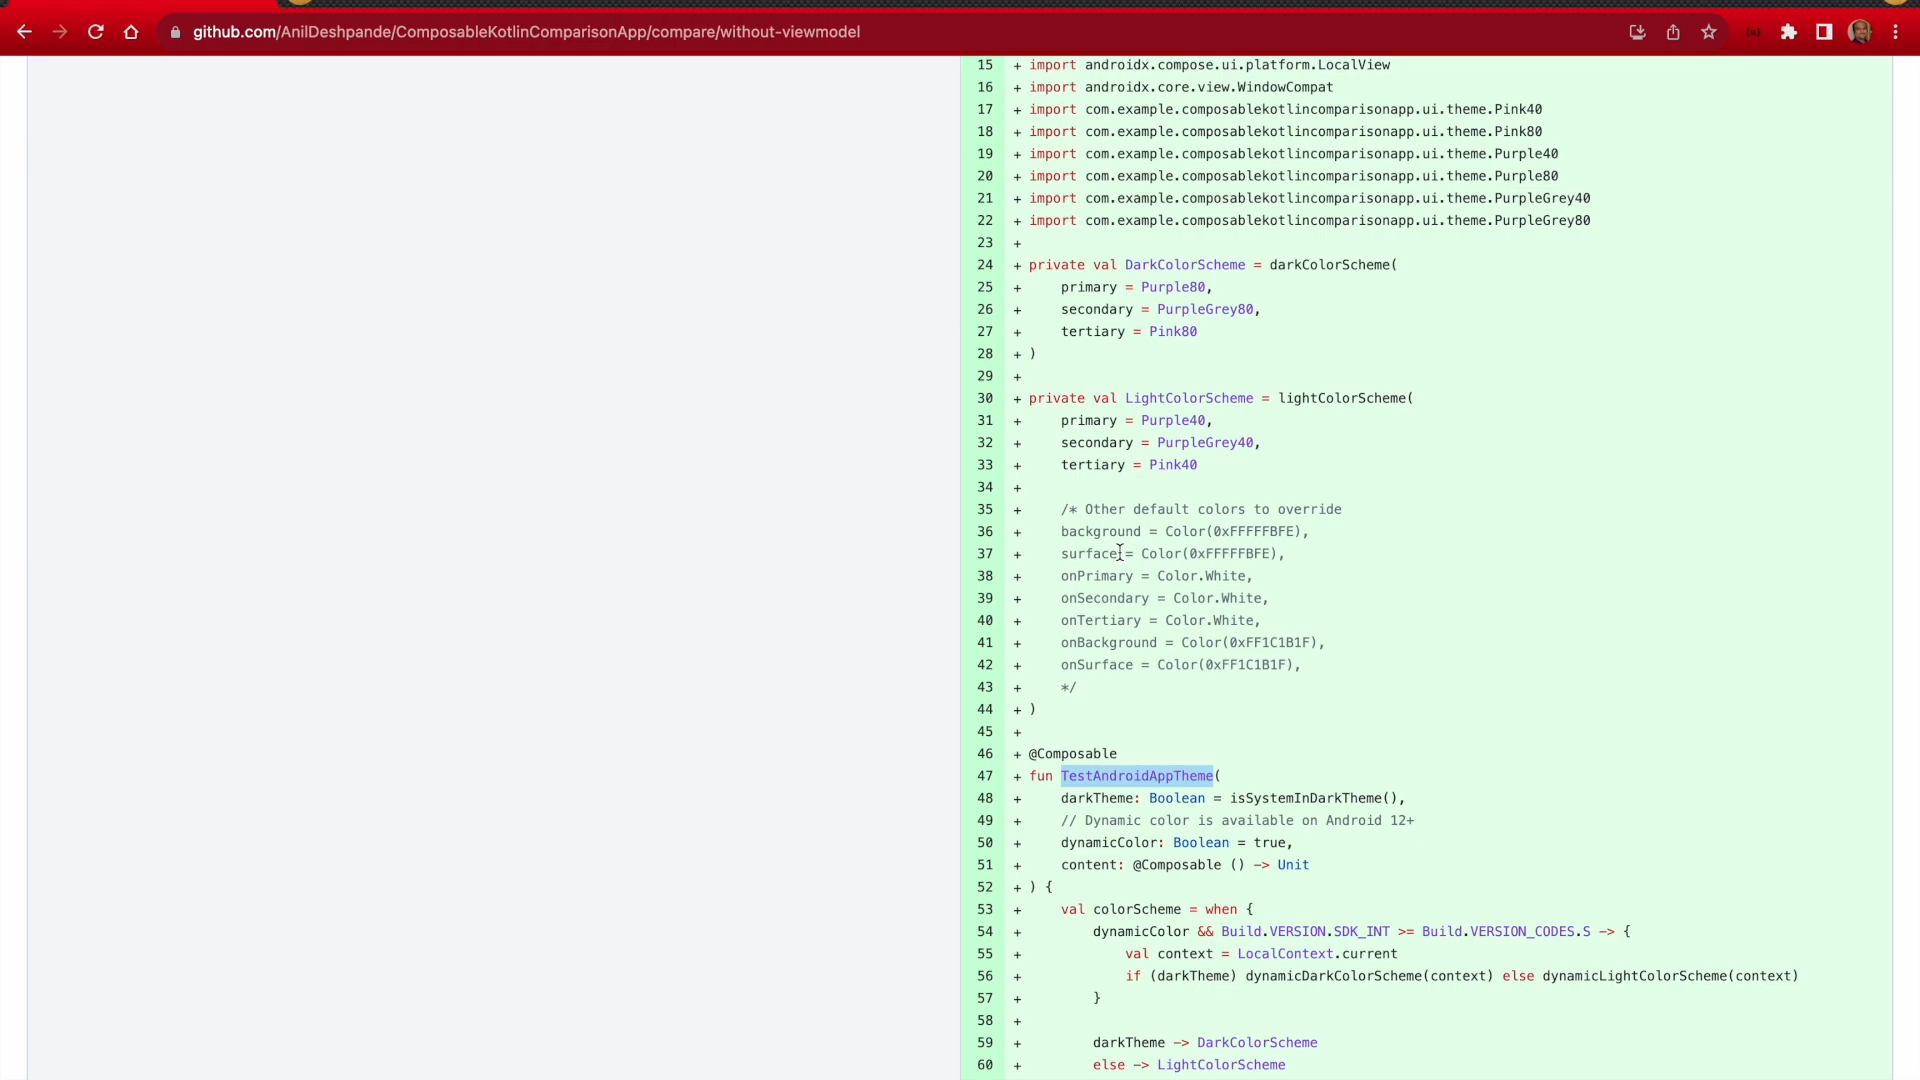 github.com/AnilDeshpande/ComposableKotlinComparisonApp/compare/without-viewmodel
15 + import androidx.compose.ui.platform.LocalView
16 + import androidx.core.view.WindowCompat
17 + import com.example.composablekotlincomparisonapp.ui.theme.Pink40
18 + import com.example.composablekotlincomparisonapp.ui.theme.Pink80
19 + import com.example.composablekotlincomparisonapp.ui.theme.Purple40
20 + import com.example.composablekotlincomparisonapp.ui.theme.Purple80
21 + import com.example.composablekotlincomparisonapp.ui.theme.PurpleGrey40
22 + import com.example.composablekotlincomparisonapp.ui.theme.PurpleGrey80
23 +
24 + private val DarkColorScheme = darkColorScheme(
25 +     primary = Purple80,
26 +     secondary = PurpleGrey80,
27 +     tertiary = Pink80
28 + )
29 +
30 + private val LightColorScheme = lightColorScheme(
31 +     primary = Purple40,
32 +     secondary = PurpleGrey40,
33 +     tertiary = Pink40
34 +
35 +     /* Other default colors to override
36 +     background = Color(0xFFFFFBFE),
37 +     surface = Color(0xFFFFFBFE),
38 +     onPrimary = Color.White,
39 +     onSecondary = Color.White,
40 +     onTertiary = Color.White,
41 +     onBackground = Color(0xFF1C1B1F),
42 +     onSurface = Color(0xFF1C1B1F),
43 +     */
44 + )
45 +
46 + @Composable
47 + fun TestAndroidAppTheme(
48 +     darkTheme: Boolean = isSystemInDarkTheme(),
49 +     // Dynamic color is available on Android 12+
50 +     dynamicColor: Boolean = true,
51 +     content: @Composable () -> Unit
52 + ) {
53 +     val colorScheme = when {
54 +         dynamicColor && Build.VERSION.SDK_INT >= Build.VERSION_CODES.S -> {
55 +             val context = LocalContext.current
56 +             if (darkTheme) dynamicDarkColorScheme(context) else dynamicLightColorScheme(context)
57 +         }
58 +
59 +         darkTheme -> DarkColorScheme
60 +         else -> LightColorScheme